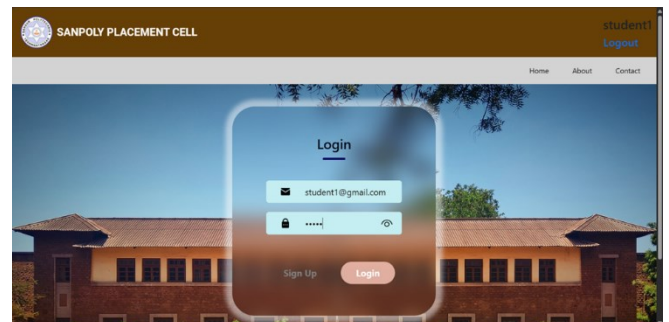 SANPOLY PLACEMENT CELL
student1
Logout
Home About Contact
Login
student1@gmail.com
•••••
Sign Up Login